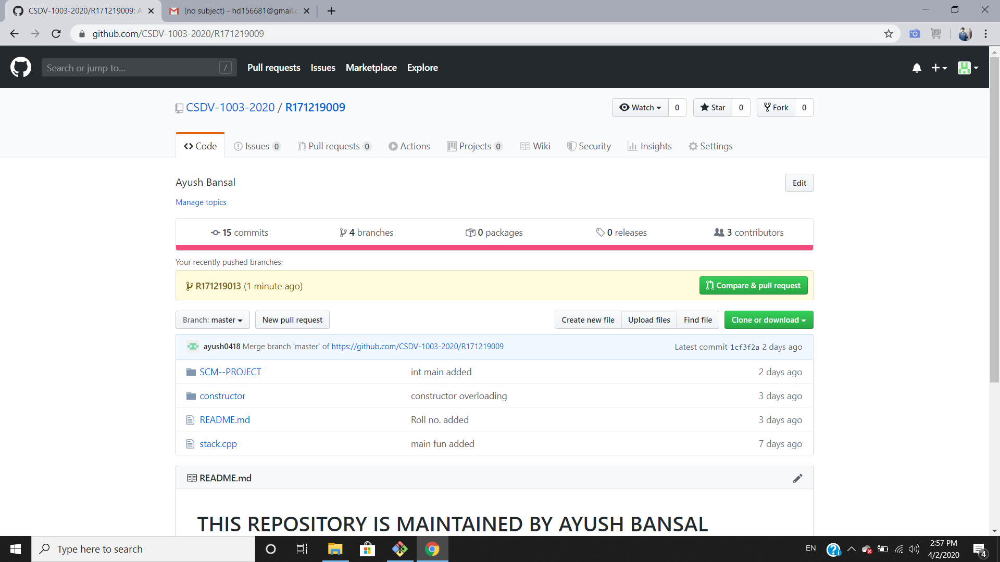 CSDV-1003-2020/R171219009: A
(no subject) - hd156681@gmail.c
github.com/CSDV-1003-2020/R171219009
Search or jump to...
/
Pull requests Issues Marketplace Explore
CSDV-1003-2020 / R171219009
Watch 0 Star 0 Fork 0
Code Issues 0 Pull requests 0 Actions Projects 0 Wiki Security Insights Settings
Ayush Bansal
Edit
Manage topics
15 commits 4 branches 0 packages 0 releases 3 contributors
Your recently pushed branches:
R171219013 (1 minute ago)
Compare & pull request
Branch: master New pull request Create new file Upload files Find file Clone or download
ayush0418 Merge branch 'master' of https://github.com/CSDV-1003-2020/R171219009 Latest commit 1cf3f2a 2 days ago
SCM--PROJECT int main added 2 days ago
constructor constructor overloading 3 days ago
README.md Roll no. added 3 days ago
stack.cpp main fun added 7 days ago
README.md
THIS REPOSITORY IS MAINTAINED BY AYUSH BANSAL
Type here to search
EN
2:57 PM
4/2/2020
4